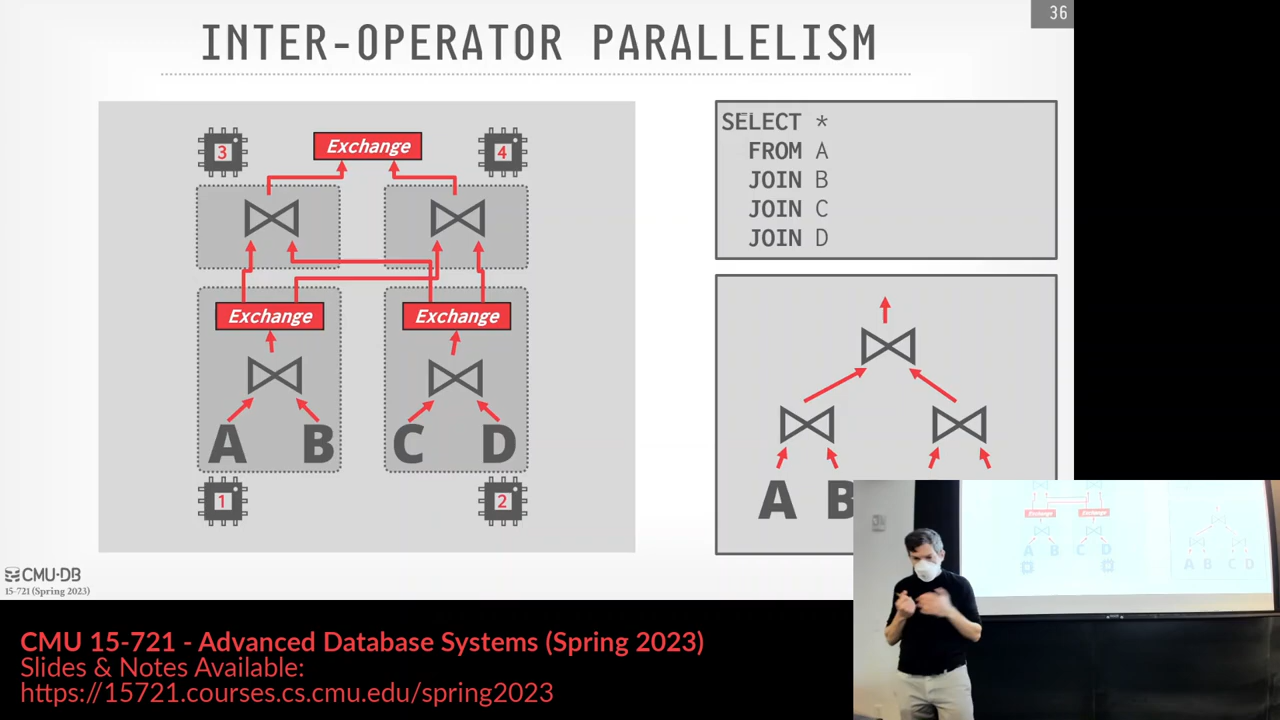 36
INTER-OPERATOR PARALLELISM
3
Exchange
4
Exchange
Exchange
A
B
C
D
1
2
SELECT *
FROM A
JOIN B
JOIN C
JOIN D
A
B
CMU·DB
15-721 (Spring 2023)
Exchange
Exchange
A B C D
A B C D
CMU 15-721 - Advanced Database Systems (Spring 2023)
Slides & Notes Available:
https://15721.courses.cs.cmu.edu/spring2023